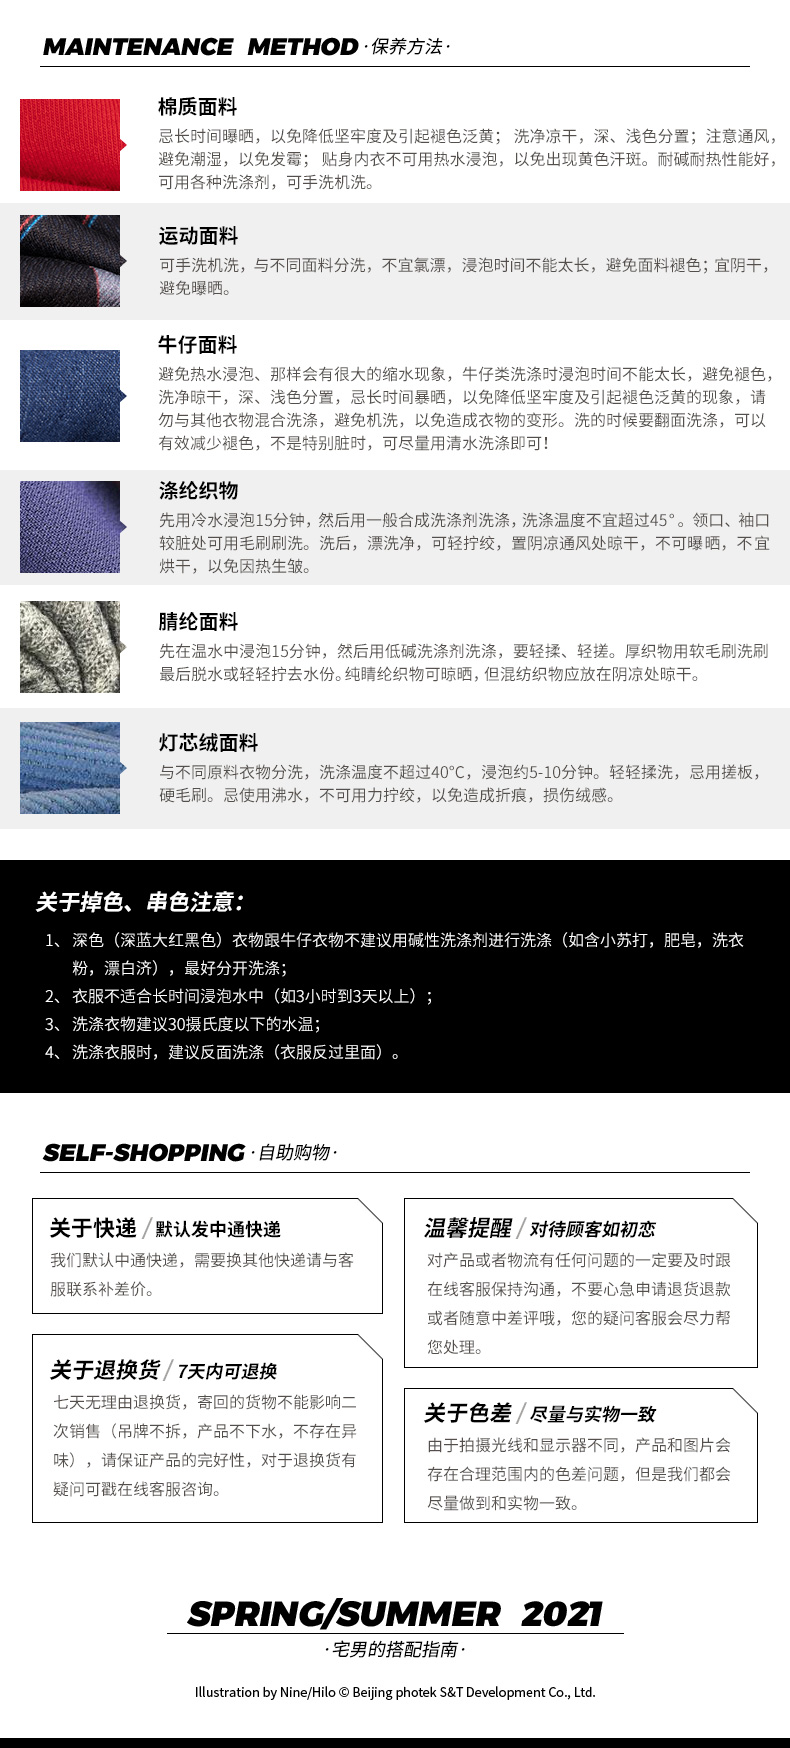 MAINTENANCE METHOD ·保养方法·
棉质面料
忌长时间曝晒，以免降低坚牢度及引起褪色泛黄； 洗净凉干，深、浅色分置；注意通风，
避免潮湿，以免发霉； 贴身内衣不可用热水浸泡，以免出现黄色汗斑。耐碱耐热性能好，
可用各种洗涤剂，可手洗机洗。
运动面料
可手洗机洗，与不同面料分洗，不宜氯漂，浸泡时间不能太长，避免面料褪色；宜阴干，
避免曝晒。
牛仔面料
避免热水浸泡、那样会有很大的缩水现象，牛仔类洗涤时浸泡时间不能太长，避免褪色，
洗净晾干，深、浅色分置，忌长时间暴晒，以免降低坚牢度及引起褪色泛黄的现象，请
勿与其他衣物混合洗涤，避免机洗，以免造成衣物的变形。洗的时候要翻面洗涤，可以
有效减少褪色，不是特别脏时，可尽量用清水洗涤即可！
涤纶织物
先用冷水浸泡15分钟，然后用一般合成洗涤剂洗涤，洗涤温度不宜超过45°。领口、袖口
较脏处可用毛刷刷洗。洗后，漂洗净，可轻拧绞，置阴凉通风处晾干，不可曝晒，不宜
烘干，以免因热生皱。
腈纶面料
先在温水中浸泡15分钟，然后用低碱洗涤剂洗涤，要轻揉、轻搓。厚织物用软毛刷洗刷
最后脱水或轻轻拧去水份。纯睛纶织物可晾晒，但混纺织物应放在阴凉处晾干。
灯芯绒面料
与不同原料衣物分洗，洗涤温度不超过40℃，浸泡约5-10分钟。轻轻揉洗，忌用搓板，
硬毛刷。忌使用沸水，不可用力拧绞，以免造成折痕，损伤绒感。
关于掉色、串色注意：
1、 深色（深蓝大红黑色）衣物跟牛仔衣物不建议用碱性洗涤剂进行洗涤（如含小苏打，肥皂，洗衣
粉，漂白济），最好分开洗涤；
2、 衣服不适合长时间浸泡水中（如3小时到3天以上）；
3、 洗涤衣物建议30摄氏度以下的水温；
4、 洗涤衣服时，建议反面洗涤（衣服反过里面）。
SELF-SHOPPING ·自助购物·
关于快递 / 默认发中通快递
我们默认中通快递，需要换其他快递请与客
服联系补差价。
关于退换货 / 7天内可退换
七天无理由退换货，寄回的货物不能影响二
次销售（吊牌不拆，产品不下水，不存在异
味），请保证产品的完好性，对于退换货有
疑问可戳在线客服咨询。
温馨提醒 / 对待顾客如初恋
对产品或者物流有任何问题的一定要及时跟
在线客服保持沟通，不要心急申请退货退款
或者随意中差评哦，您的疑问客服会尽力帮
您处理。
关于色差 / 尽量与实物一致
由于拍摄光线和显示器不同，产品和图片会
存在合理范围内的色差问题，但是我们都会
尽量做到和实物一致。
SPRING/SUMMER 2021
·宅男的搭配指南·
Illustration by Nine/Hilo © Beijing photek S&T Development Co., Ltd.